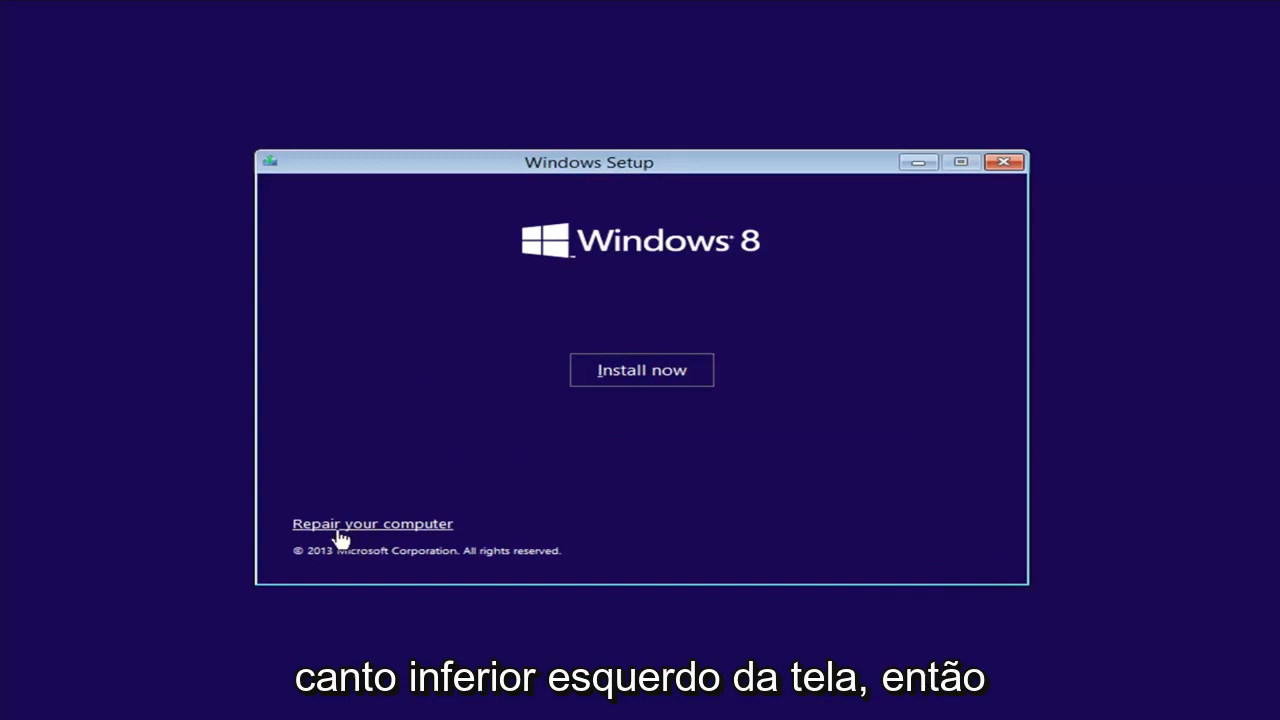 Windows Setup
Windows 8
Install now
Repair your computer
© 2013 Microsoft Corporation. All rights reserved.
canto inferior esquerdo da tela, então